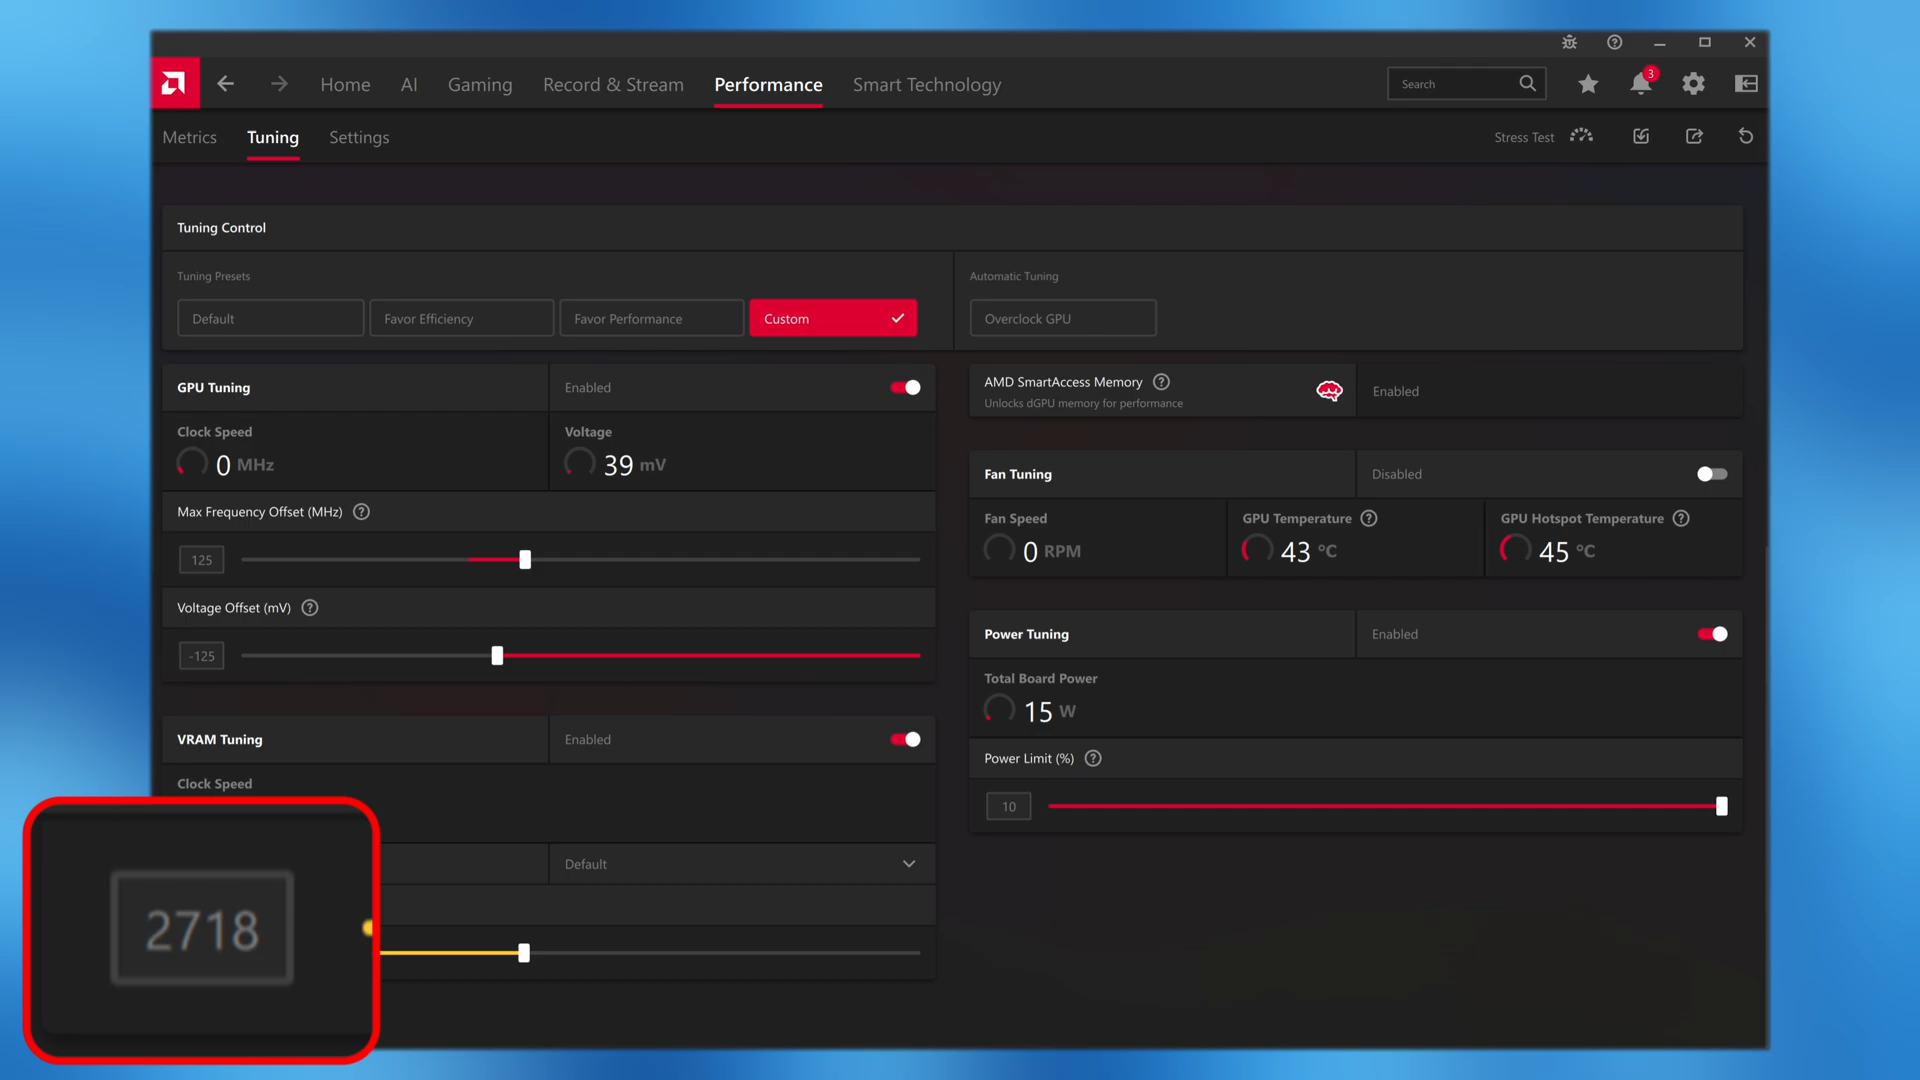 Home AI Gaming Record & Stream Performance Smart Technology Search 3
Metrics Tuning Settings Stress Test
Tuning Control
Tuning Presets
Default Favor Efficiency Favor Performance Custom
Automatic Tuning
Overclock GPU
GPU Tuning Enabled
Clock Speed
0 MHz
Voltage
39 mV
Max Frequency Offset (MHz)
125
Voltage Offset (mV)
-125
VRAM Tuning Enabled
Clock Speed
Default
2718
AMD SmartAccess Memory
Unlocks dGPU memory for performance
Enabled
Fan Tuning Disabled
Fan Speed
0 RPM
GPU Temperature
43 °C
GPU Hotspot Temperature
45 °C
Power Tuning Enabled
Total Board Power
15 W
Power Limit (%)
10